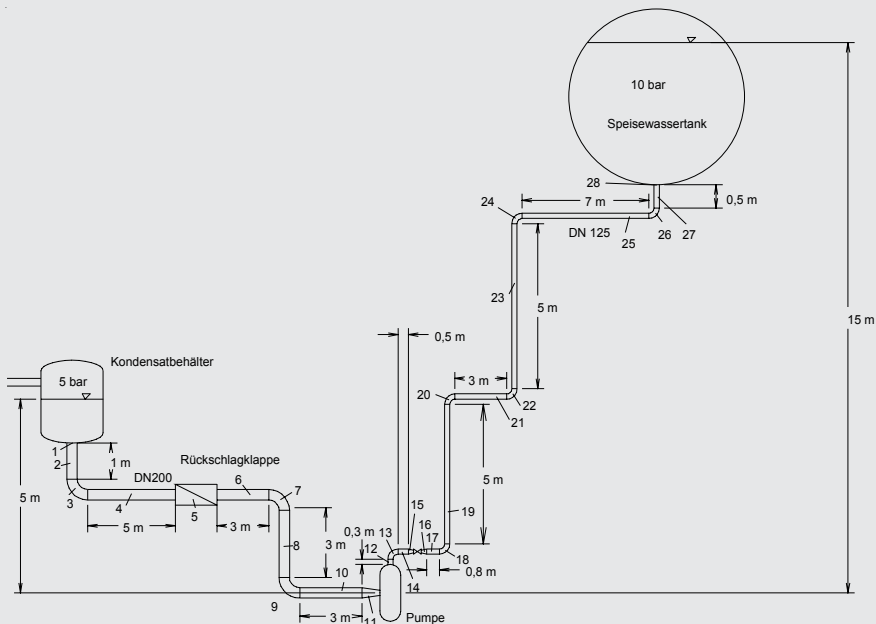 10 bar
Speisewassertank
28
24
7 m
0,5 m
DN 125
25
26
27
23
5 m
15 m
0,5 m
Kondensatbehälter
5 bar
3 m
20
22
21
1
2
1 m
Rückschlagklappe
DN200
6
7
5 m
3
4
5
5 m
3 m
5 m
19
15
16
17
0,3 m
13
12
8
3 m
18
14
0,8 m
10
9
3 m
11
Pumpe